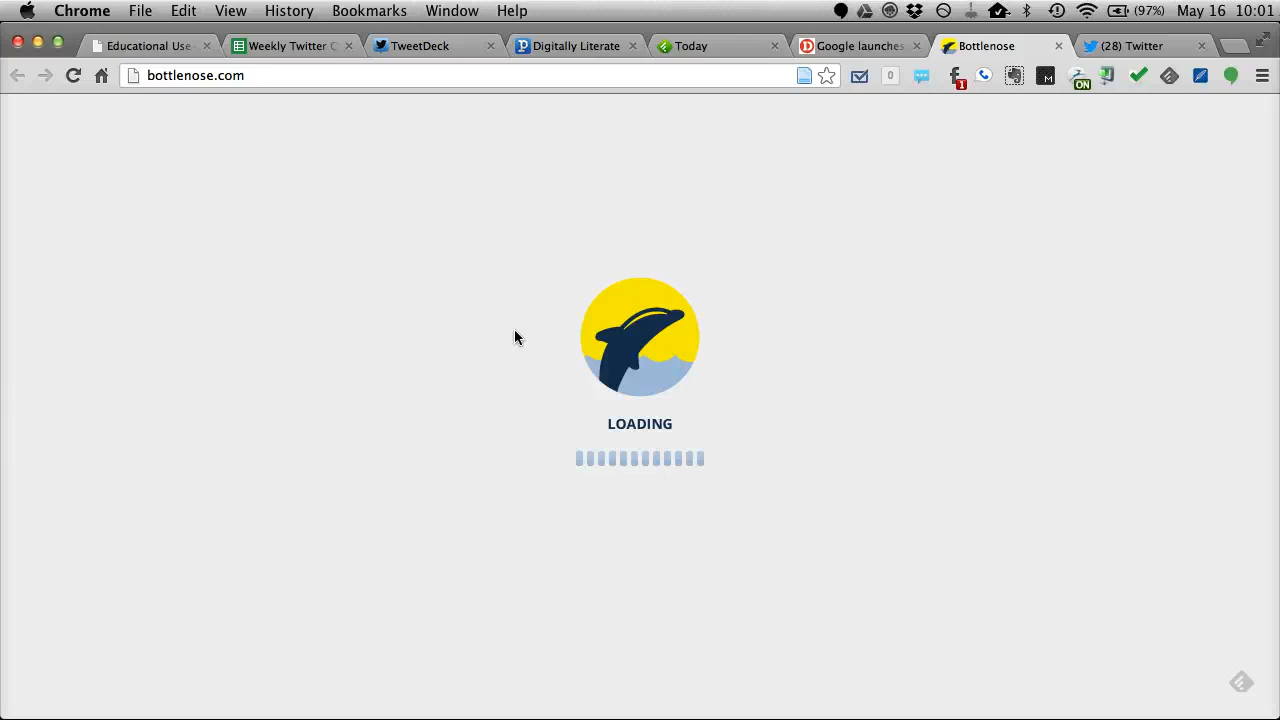 Chrome File Edit View History Bookmarks Window Help (97%) May 16 10:01
Educational Use Weekly Twitter C TweetDeck Digitally Literate Today Google launches Bottlenose (28) Twitter
bottlenose.com 0 1 M ON
LOADING